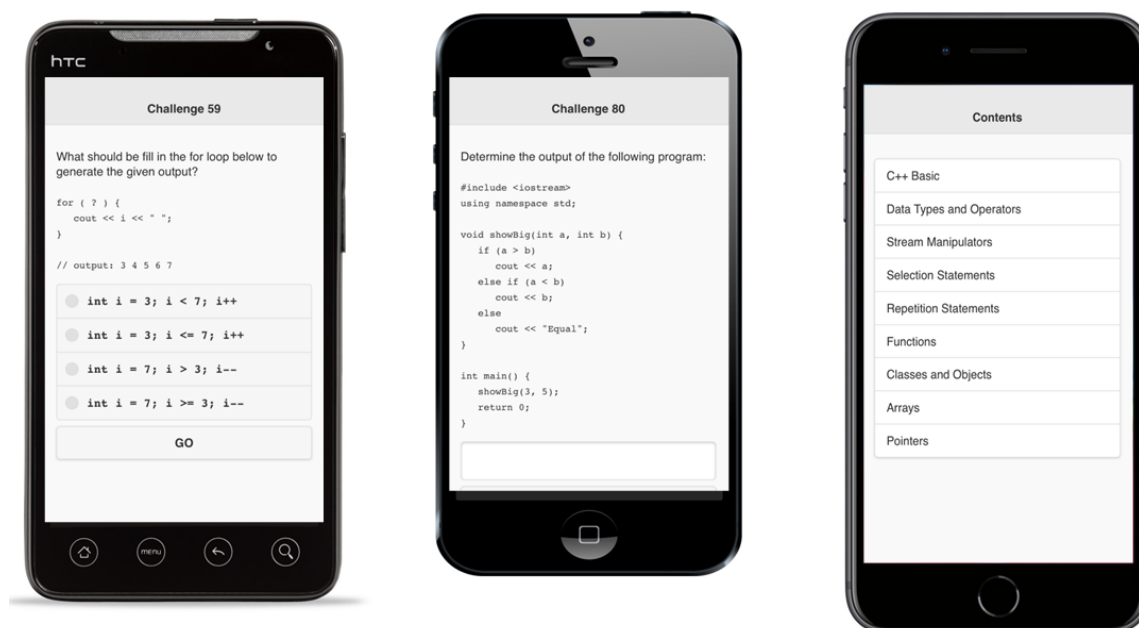 htc
Challenge 59
What should be fill in the for loop below to
generate the given output?
for ( ? ) {
cout << i << " ";
}
// output: 3 4 5 6 7
int i = 3; i < 7; i++
int i = 3; i <= 7; i++
int i = 7; i > 3; i--
int i = 7; i >= 3; i--
GO
MENU
Challenge 80
Determine the output of the following program:
#include <iostream>
using namespace std;
void showBig(int a, int b) {
if (a > b)
cout << a;
else if (a < b)
cout << b;
else
cout << "Equal";
}
int main() {
showBig(3, 5);
return 0;
}
Contents
C++ Basic
Data Types and Operators
Stream Manipulators
Selection Statements
Repetition Statements
Functions
Classes and Objects
Arrays
Pointers